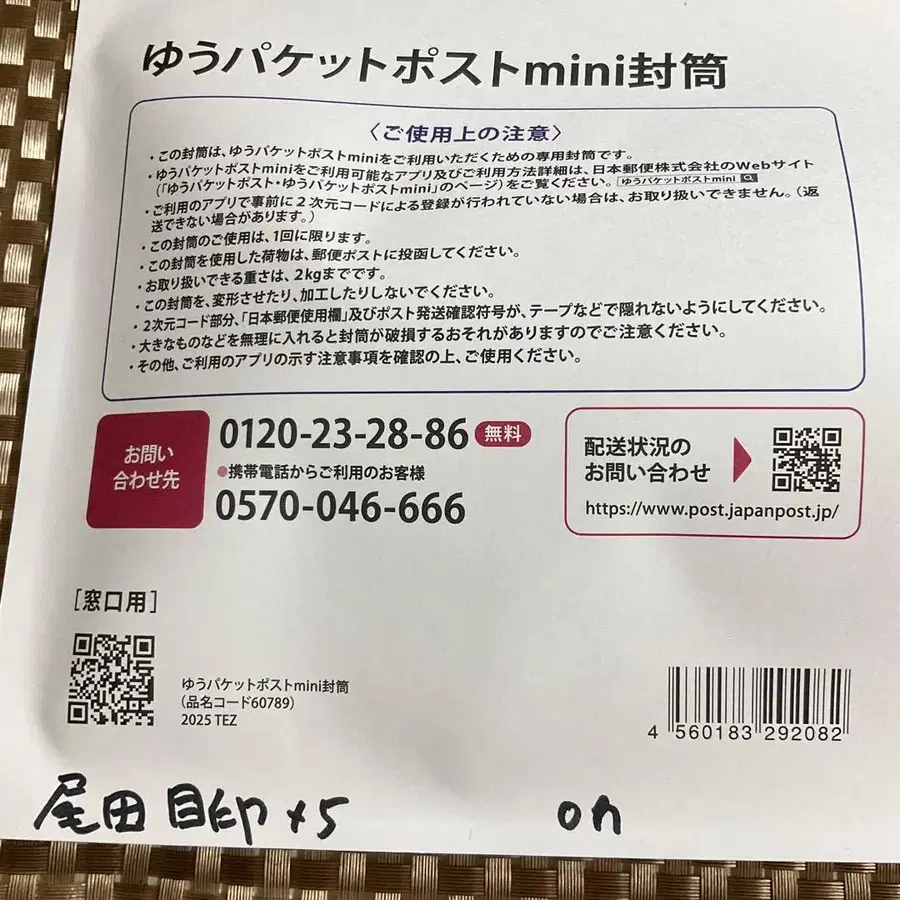 ゆうパケットポストmini封筒
〈ご使用上の注意〉
・この封筒は、ゆうパケットポストminiをご利用いただくための専用封筒です。
・ゆうパケットポストminiをご利用可能なアプリ及びご利用方法詳細は、日本郵便株式会社のWebサイト
(「ゆうパケットポスト・ゆうパケットポストmini」のページ)をご覧ください。 ゆうパケットポストmini
・ご利用のアプリで事前に2次元コードによる登録が行われていない場合は、お取り扱いできません。(返
送できない場合があります。)
・この封筒のご使用は、1回に限ります。
・この封筒を使用した荷物は、郵便ポストに投函してください。
・お取り扱いできる重さは、2kgまでです。
・この封筒を、変形させたり、加工したりしないでください。
・2次元コード部分、「日本郵便使用欄」及びポスト発送確認符号が、テープなどで隠れないようにしてください。
・大きなものなどを無理に入れると封筒が破損するおそれがありますのでご注意ください。
・その他、ご利用のアプリの示す注意事項を確認の上、ご使用ください。
お問い
合わせ先
0120-23-28-86 無料
●携帯電話からご利用のお客様
0570-046-666
配送状況の
お問い合わせ
https://www.post.japanpost.jp/
[窓口用]
ゆうパケットポストmini封筒
(品名コード60789)
2025 TEZ
4 560183 292082
尾田 目印 +5 on